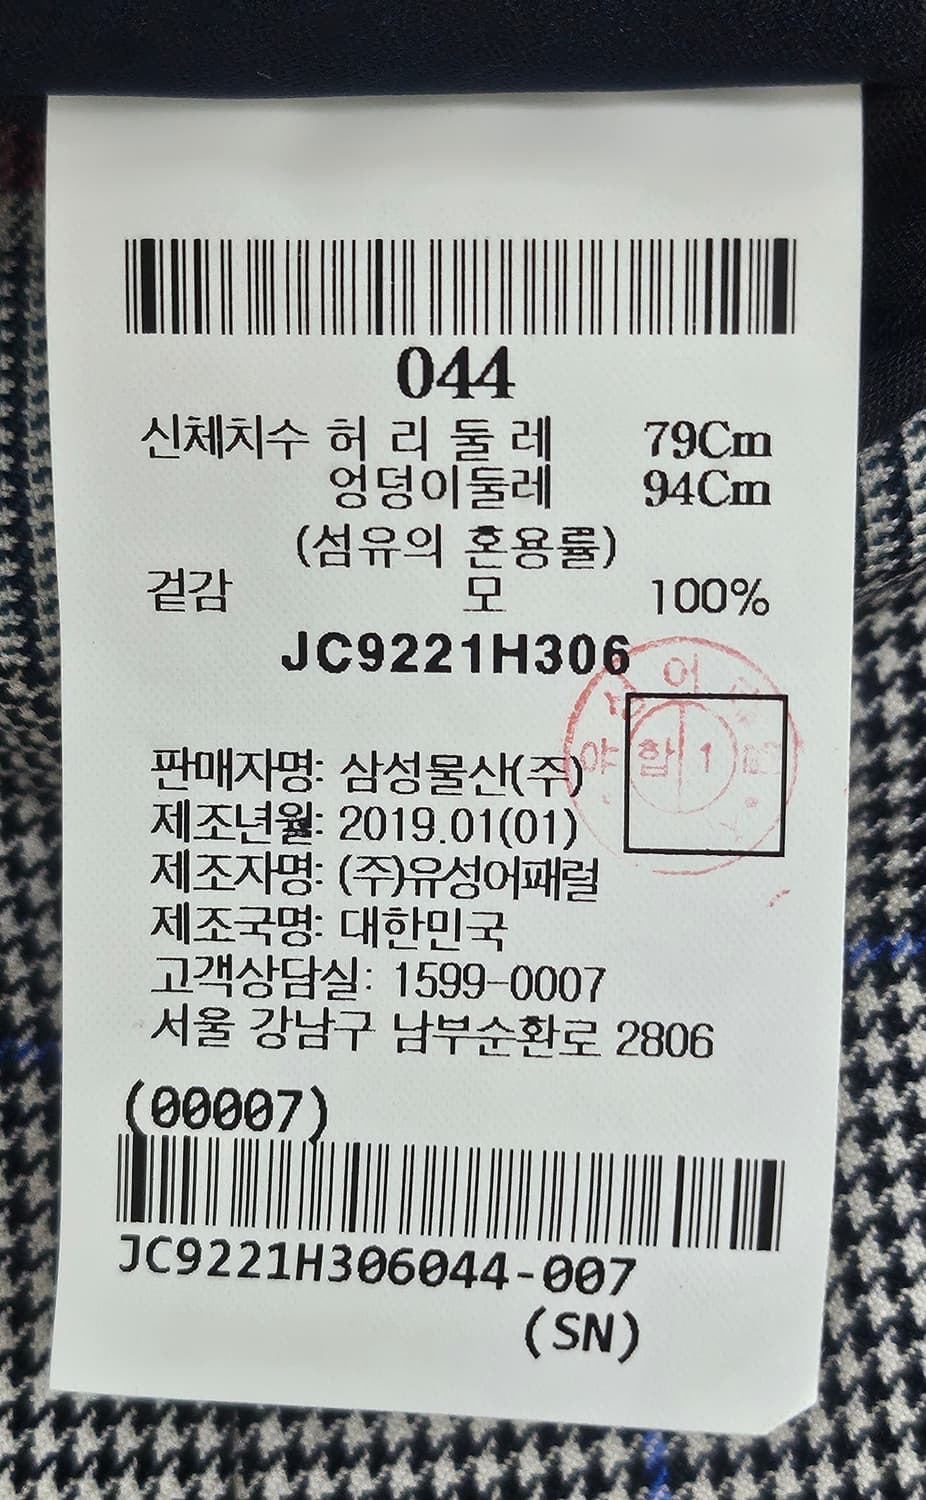 044
신체치수 허 리 둘 레 79Cm
엉덩이둘레 94Cm
(섬유의 혼용률)
겉감 모 100%
JC9221H306
어
합 1
판매자명: 삼성물산(주)
제조년월: 2019.01(01)
제조자명: (주)유성어패럴
제조국명: 대한민국
고객상담실: 1599-0007
서울 강남구 남부순환로 2806
(00007)
JC9221H306044-007
(SN)